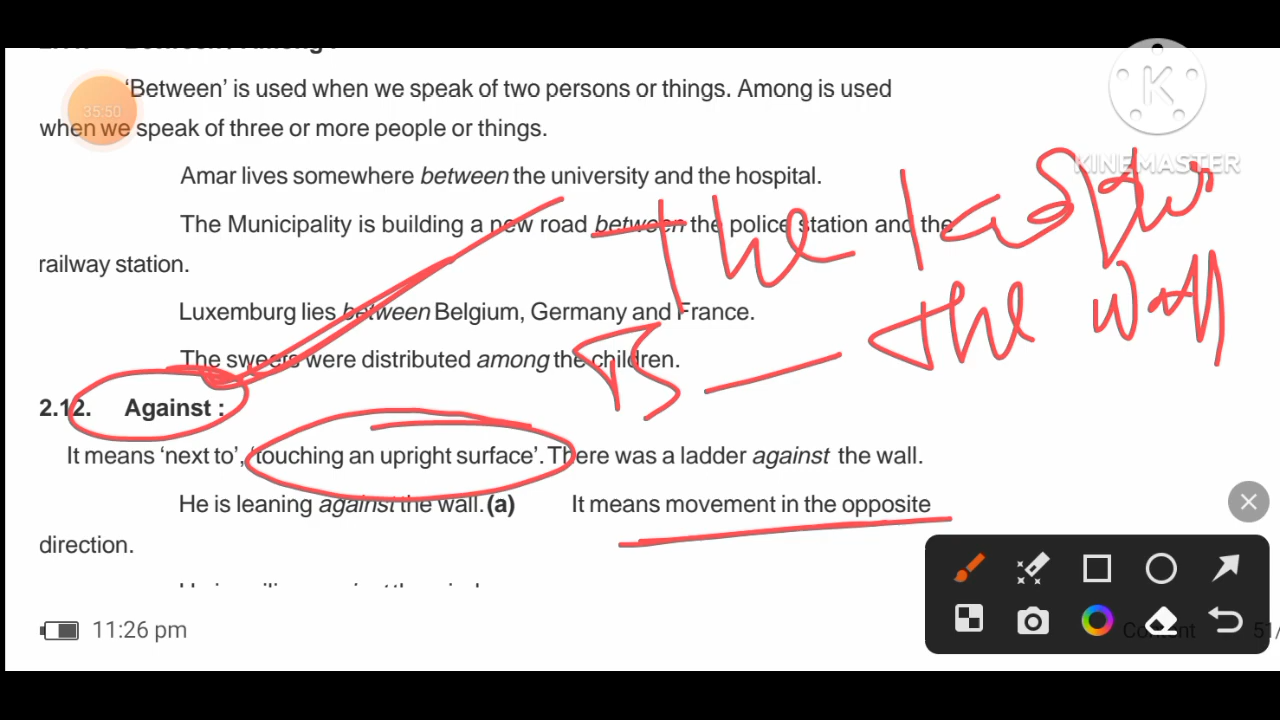 'Between' is used when we speak of two persons or things. Among is used
35:50
KINEMASTER
when we speak of three or more people or things.
Amar lives somewhere between the university and the hospital.
The Municipality is building a new road between the police station and the
railway station.
Luxemburg lies between Belgium, Germany and France.
The sweets were distributed among the children.
The
is the wall
2.12. Against :
It means 'next to', 'touching an upright surface'. There was a ladder against the wall.
He is leaning against the wall. (a) It means movement in the opposite
direction.
11:26 pm
Content 51/